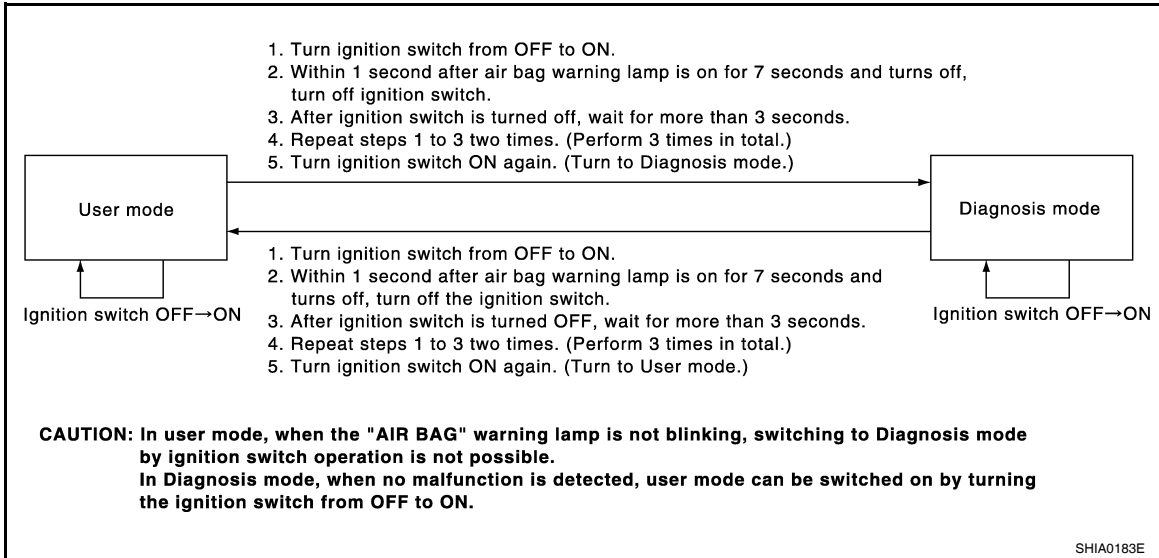 1. Turn ignition switch from OFF to ON.
2. Within 1 second after air bag warning lamp is on for 7 seconds and turns off,
turn off ignition switch.
3. After ignition switch is turned off, wait for more than 3 seconds.
4. Repeat steps 1 to 3 two times. (Perform 3 times in total.)
5. Turn ignition switch ON again. (Turn to Diagnosis mode.)
User mode
Diagnosis mode
1. Turn ignition switch from OFF to ON.
2. Within 1 second after air bag warning lamp is on for 7 seconds and
turns off, turn off the ignition switch.
3. After ignition switch is turned OFF, wait for more than 3 seconds.
4. Repeat steps 1 to 3 two times. (Perform 3 times in total.)
5. Turn ignition switch ON again. (Turn to User mode.)
Ignition switch OFF→ON
Ignition switch OFF→ON
CAUTION: In user mode, when the "AIR BAG" warning lamp is not blinking, switching to Diagnosis mode
by ignition switch operation is not possible.
In Diagnosis mode, when no malfunction is detected, user mode can be switched on by turning
the ignition switch from OFF to ON.
SHIA0183E